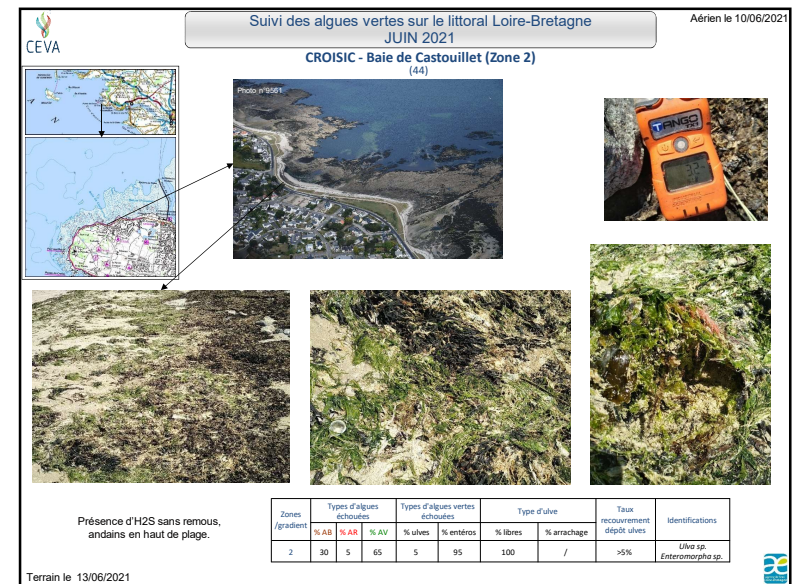 CEVA
Suivi des algues vertes sur le littoral Loire-Bretagne
JUIN 2021
Aérien le 10/06/2021
CROISIC - Baie de Castouillet (Zone 2)
(44)
Photo n°9561
TANGO
TX1
Présence d'H2S sans remous,
andains en haut de plage.
Zones /gradient | Types d'algues échouées | Types d'algues vertes échouées | Type d'ulve | Taux recouvrement dépôt ulves | Identifications
% AB | % AR | % AV | % ulves | % entéros | % libres | % arrachage
2 | 30 | 5 | 65 | 5 | 95 | 100 | / | >5% | Ulva sp. Enteromorpha sp.
Terrain le 13/06/2021